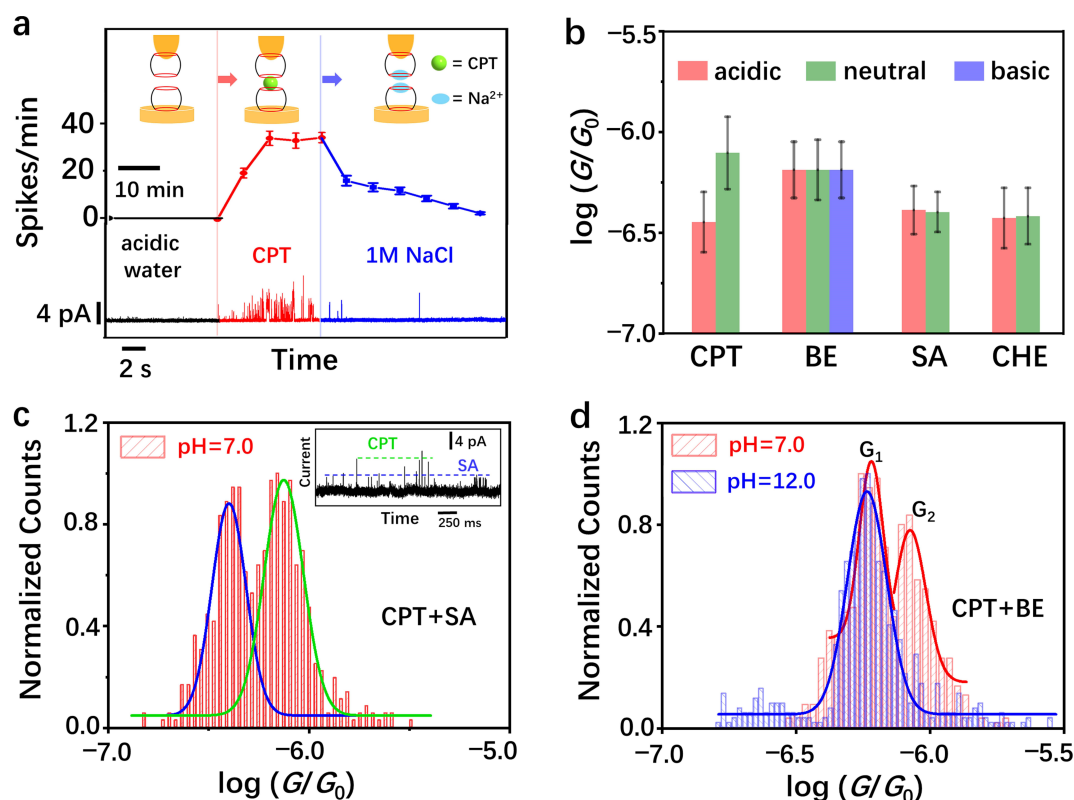 a
= CPT
= Na²⁺
Spikes/min
40
20
0
10 min
acidic
water
CPT
1M NaCl
4 pA
2 s
Time
b
log (G/G₀)
−5.5
−6.0
−6.5
−7.0
acidic
neutral
basic
CPT
BE
SA
CHE
c
Normalized Counts
1.2
0.8
0.4
0.0
pH=7.0
Current
CPT
4 pA
SA
Time
250 ms
CPT+SA
−7.0
−6.0
−5.0
log (G/G₀)
d
Normalized Counts
1.2
0.8
0.4
0.0
pH=7.0
pH=12.0
G₁
G₂
CPT+BE
−7.0
−6.5
−6.0
−5.5
log (G/G₀)